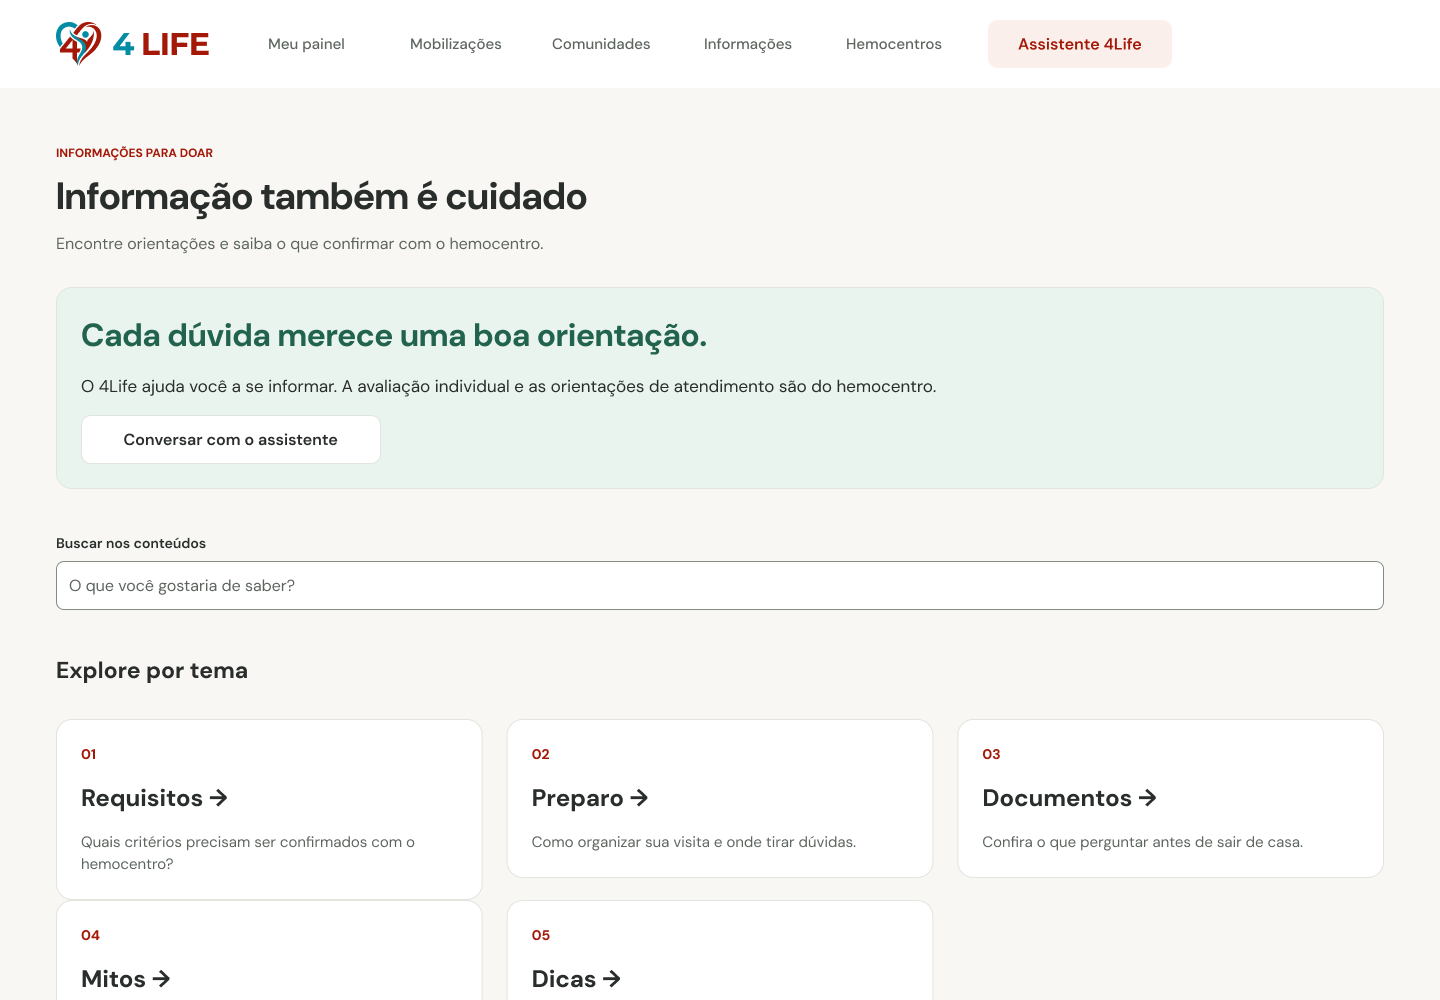 4 LIFE
Meu painel
Mobilizações
Comunidades
Informações
Hemocentros
Assistente 4Life
INFORMAÇÕES PARA DOAR
Informação também é cuidado
Encontre orientações e saiba o que confirmar com o hemocentro.
Cada dúvida merece uma boa orientação.
O 4Life ajuda você a se informar. A avaliação individual e as orientações de atendimento são do hemocentro.
Conversar com o assistente
Buscar nos conteúdos
O que você gostaria de saber?
Explore por tema
01
Requisitos →
Quais critérios precisam ser confirmados com o
hemocentro?
02
Preparo →
Como organizar sua visita e onde tirar dúvidas.
03
Documentos →
Confira o que perguntar antes de sair de casa.
04
Mitos →
05
Dicas →